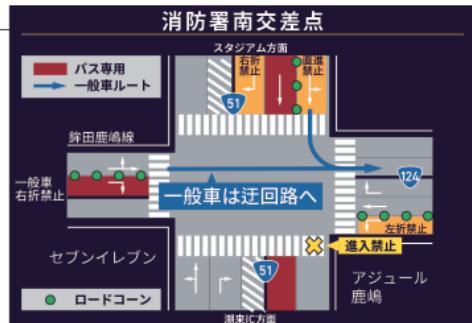 消防署南交差点
スタジアム方面
バス専用
一般車ルート
右折
禁止
直進
禁止
51
鉾田鹿嶋線
一般車
右折禁止
124
一般車は迂回路へ
左折禁止
進入禁止
セブンイレブン
アジュール
鹿嶋
51
ロードコーン
潮来IC方面